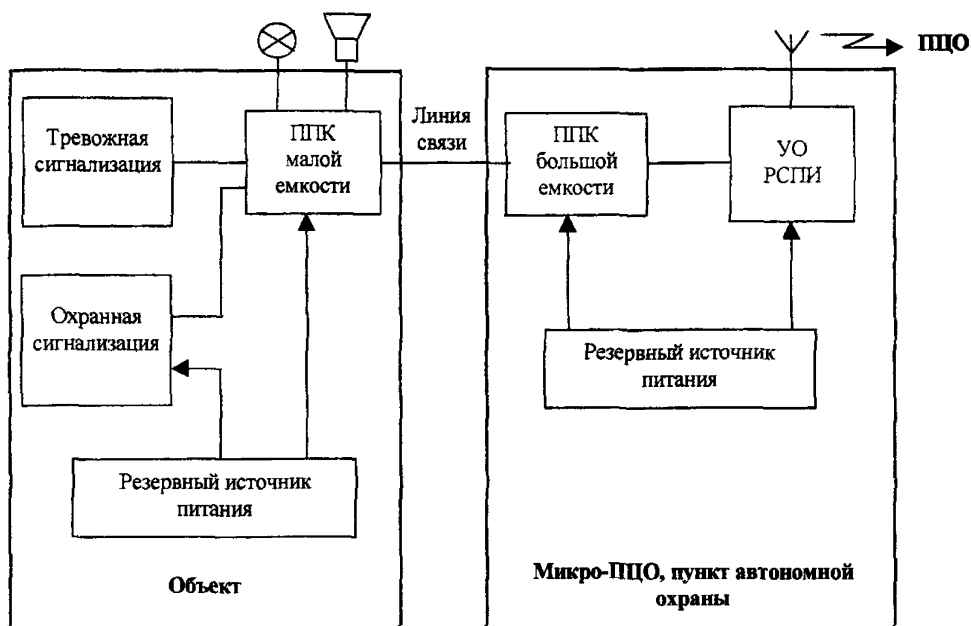 ПЦО
Тревожная
сигнализация
ППК
малой
емкости
Линия
связи
ППК
большой
емкости
УО
РСПИ
Охранная
сигнализация
Резервный источник
питания
Резервный источник
питания
Объект
Микро-ПЦО, пункт автономной
охраны